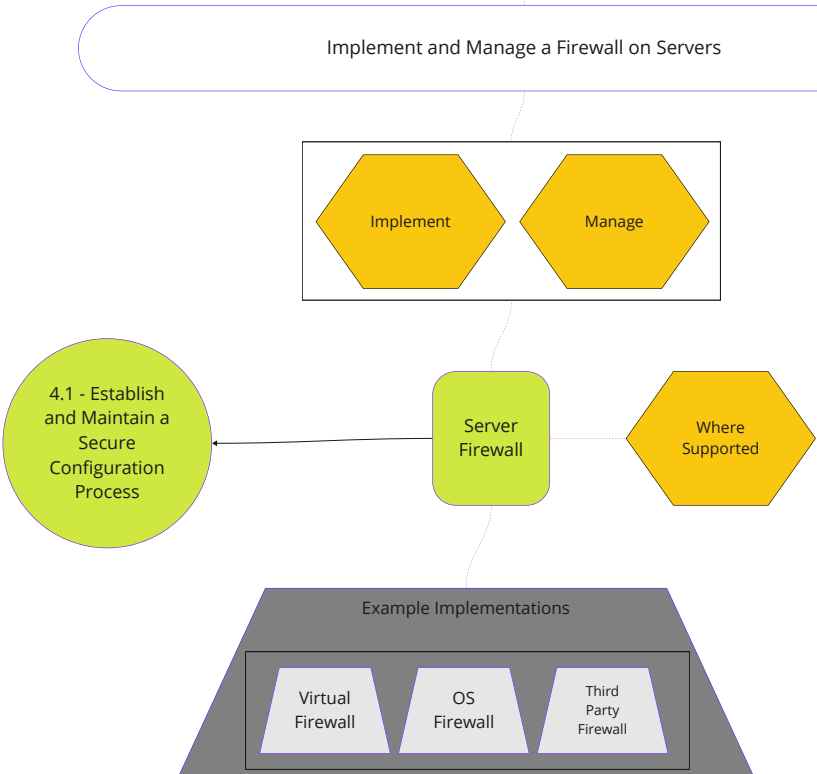 Implement and Manage a Firewall on Servers
Implement
Manage
4.1 - Establish
and Maintain a
Secure
Configuration
Process
Server
Firewall
Where
Supported
Example Implementations
Virtual
Firewall
OS
Firewall
Third
Party
Firewall